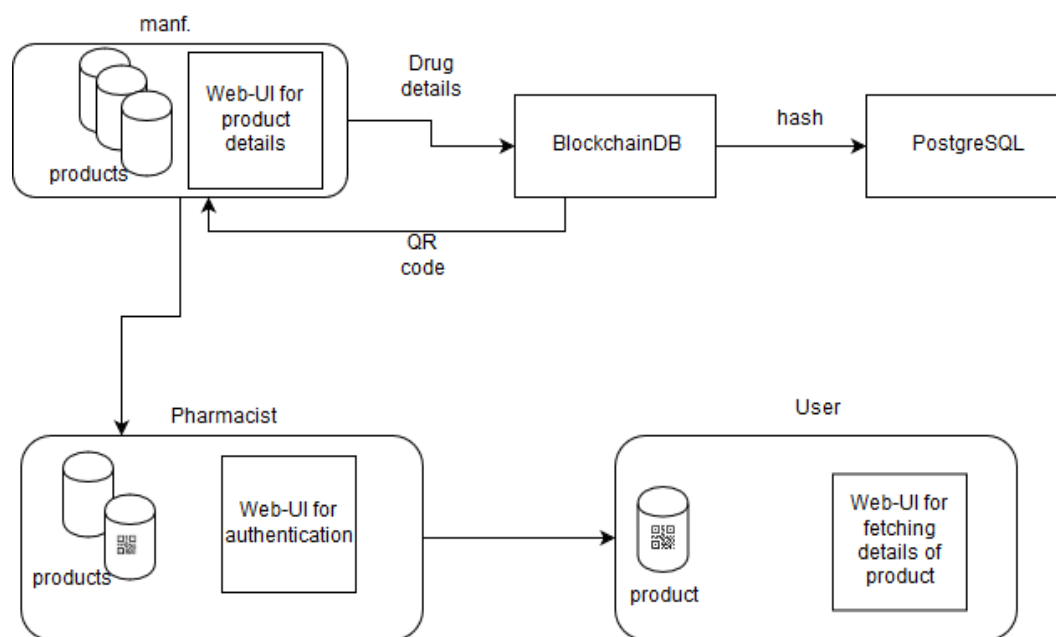 manf.
Web-UI for
product
details
products
Drug
details
BlockchainDB
hash
PostgreSQL
QR
code
Pharmacist
Web-UI for
authentication
products
User
product
Web-UI for
fetching
details of
product